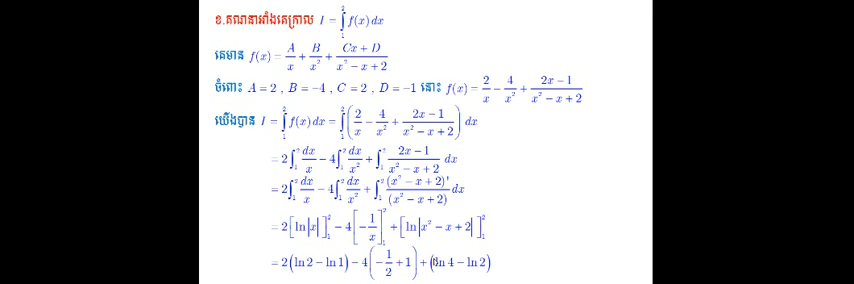 ខ.គណនាអាំងតេក្រាល I = ∫₁² f(x) dx
គេមាន f(x) = A/x + B/x² + (Cx + D)/(x² − x + 2)
ចំពោះ A = 2 , B = −4 , C = 2 , D = −1 នោះ f(x) = 2/x − 4/x² + (2x − 1)/(x² − x + 2)
យើងបាន I = ∫₁² f(x) dx = ∫₁² (2/x − 4/x² + (2x − 1)/(x² − x + 2)) dx
= 2∫₁² dx/x − 4∫₁² dx/x² + ∫₁² (2x − 1)/(x² − x + 2) dx
= 2∫₁² dx/x − 4∫₁² dx/x² + ∫₁² (x² − x + 2)'/(x² − x + 2) dx
= 2[ln|x|]₁² − 4[−1/x]₁² + [ln|x² − x + 2|]₁²
= 2(ln 2 − ln 1) − 4(−1/2 + 1) + (ln 4 − ln 2)